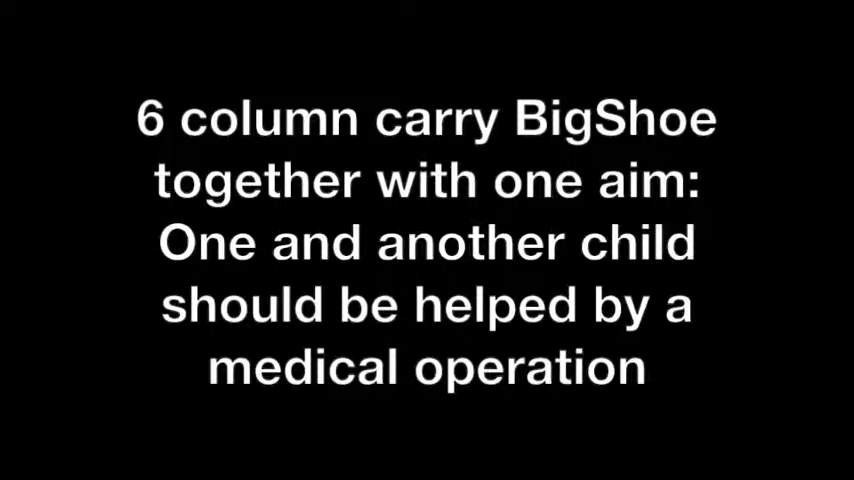 6 column carry BigShoe
together with one aim:
One and another child
should be helped by a
medical operation